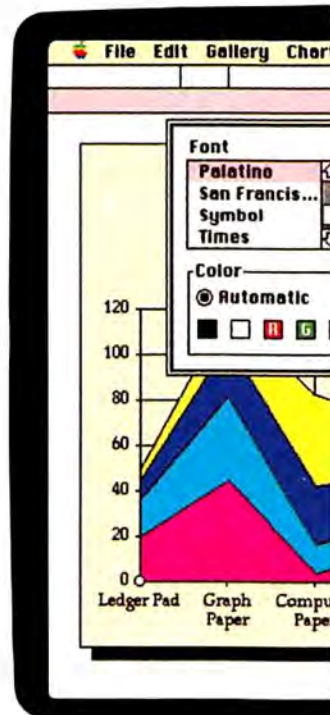 File Edit Gallery Chart
Font
Palatino
San Francis...
Symbol
Times
Color
Automatic
R G
120
100
80
60
40
20
0
Ledger Pad Graph Compu
Paper Pape